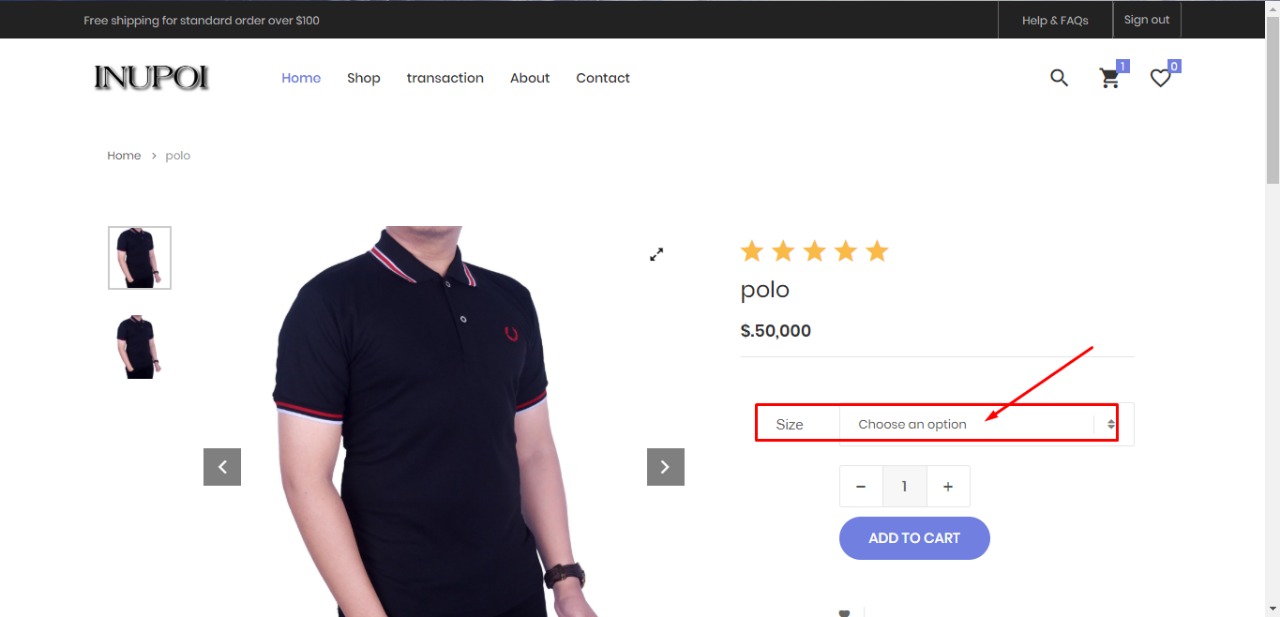 Free shipping for standard order over $100
Help & FAQs
Sign out
INUPOI
Home
Shop
transaction
About
Contact
1
0
Home > polo
polo
$.50,000
Size
Choose an option
− 1 +
ADD TO CART